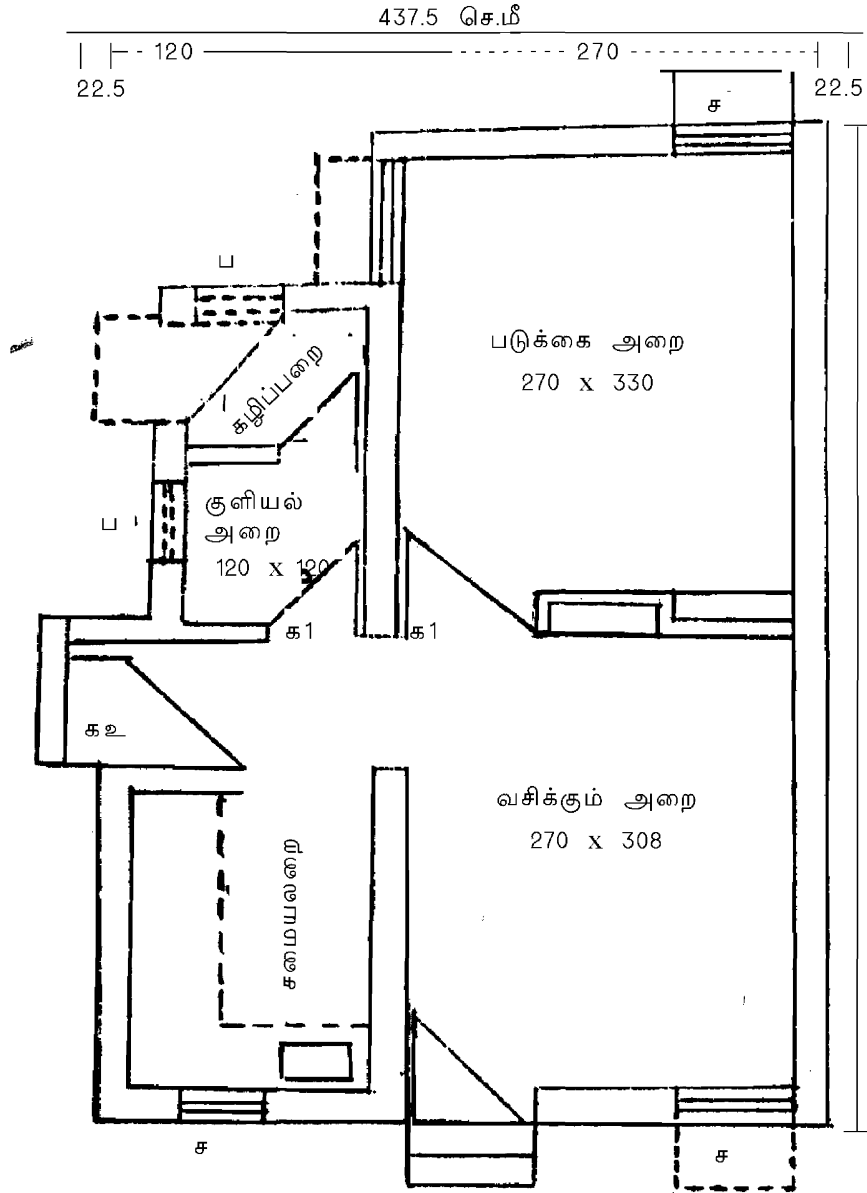 437.5 செ.மீ
120 270
22.5 22.5
ச
ப
படுக்கை அறை
270 x 330
கழிப்பறை
ப
குளியல்
அறை
120 x 120
க1 க1
கஉ
வசிக்கும் அறை
270 x 308
சமையலறை
ச
ச